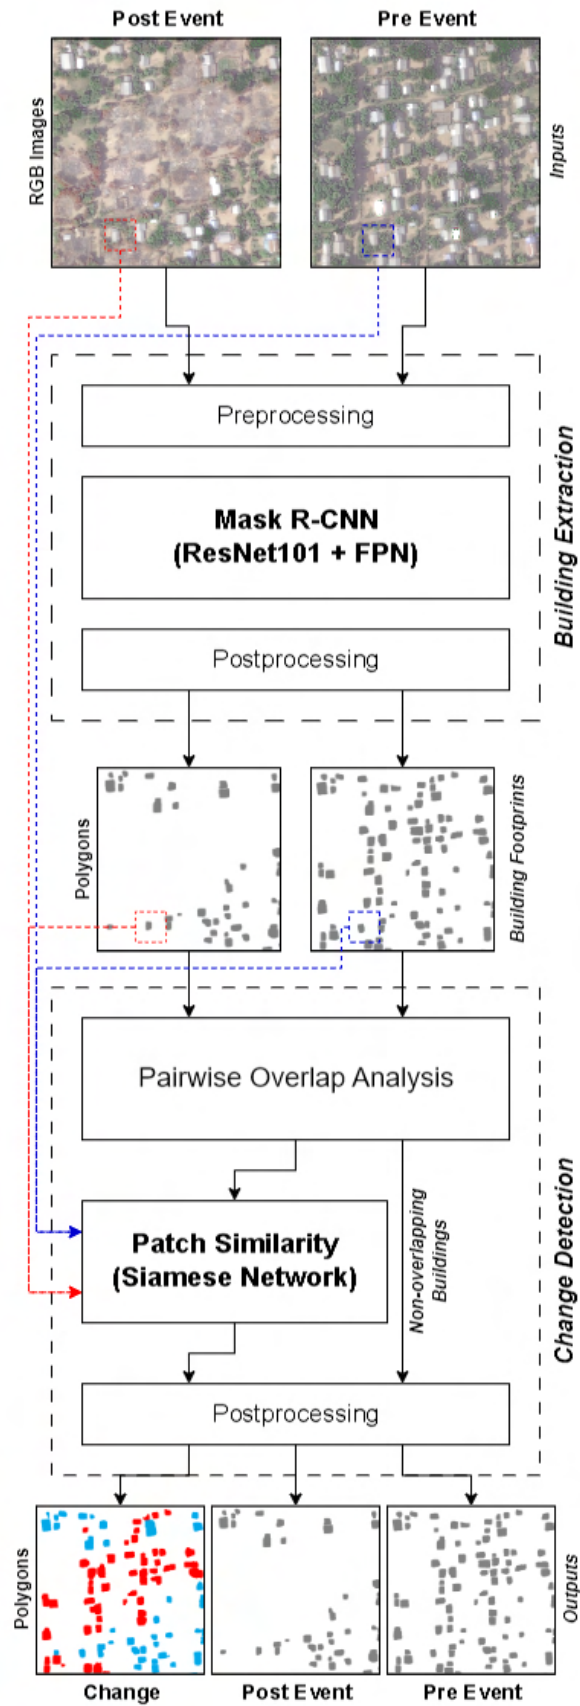 Post Event
Pre Event
RGB Images
Inputs
Preprocessing
Mask R-CNN
(ResNet101 + FPN)
Postprocessing
Building Extraction
Polygons
Building Footprints
Pairwise Overlap Analysis
Patch Similarity
(Siamese Network)
Non-overlapping
Buildings
Postprocessing
Change Detection
Polygons
Outputs
Change
Post Event
Pre Event